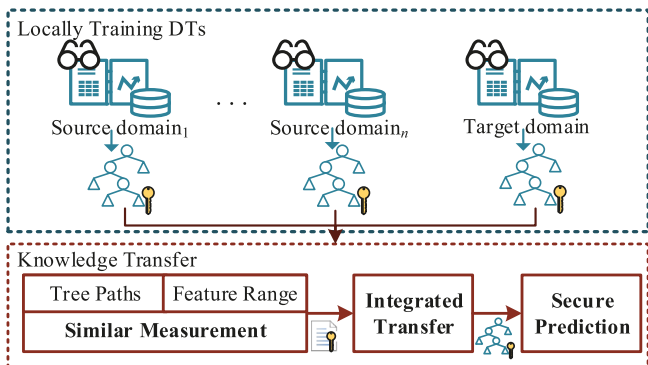 Locally Training DTs
. . .
Source domain1
Source domainn
Target domain
Knowledge Transfer
Tree Paths
Feature Range
Similar Measurement
Integrated
Transfer
Secure
Prediction